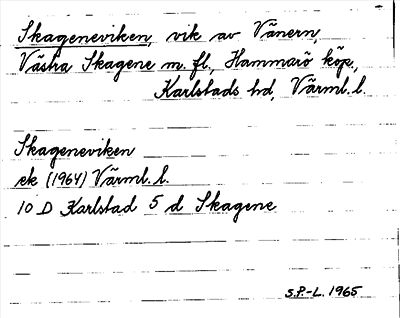 Skageneviken, vik av Vänern,
Västra Skagene m. fl., Hammarö köp.,
Karlstads hd, Värml. l.
Skageneviken
ek (1964) Värml. l.
10 D Karlstad 5 d Skagene
S.P.-L. 1965